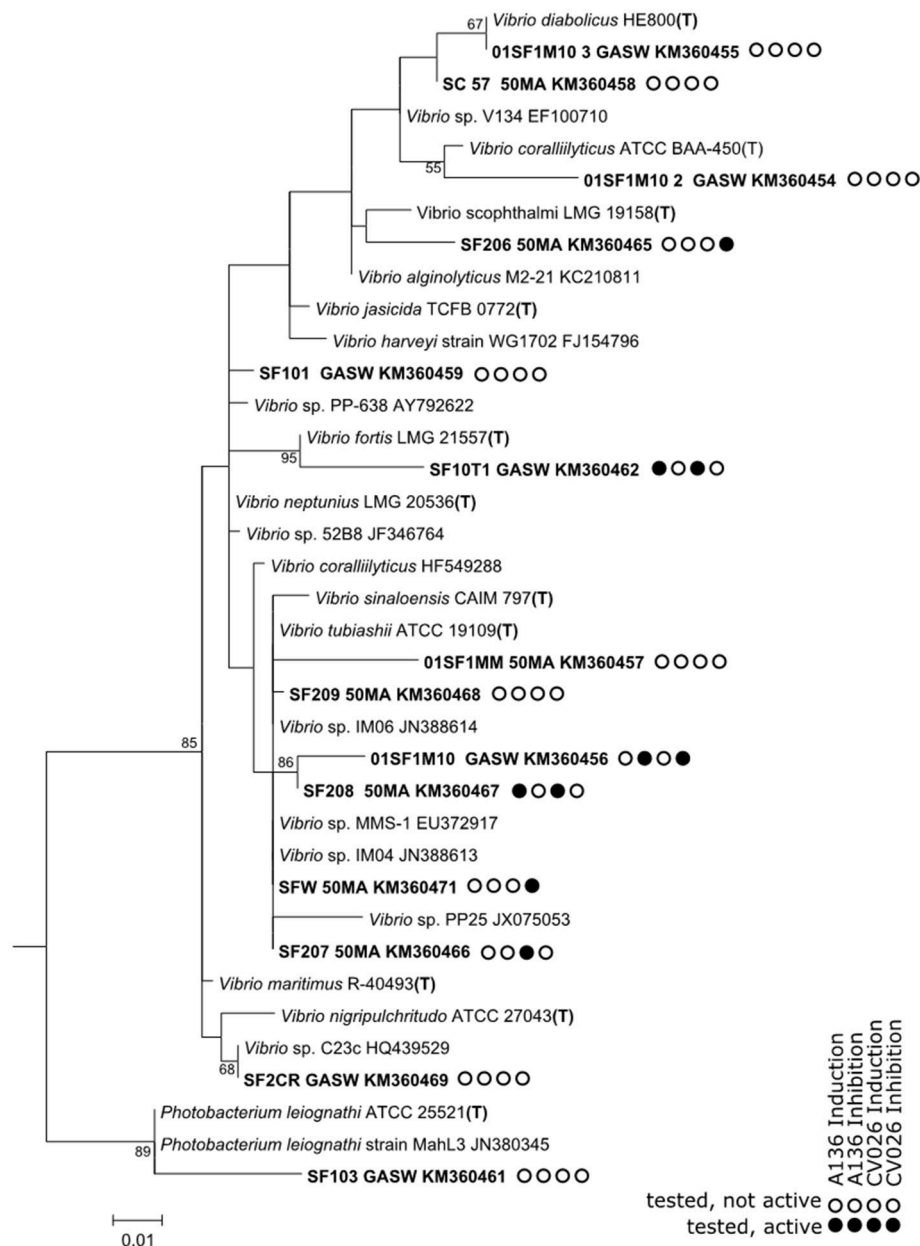 67
Vibrio diabolicus HE800(T)
01SF1M10 3 GASW KM360455
SC 57 50MA KM360458
Vibrio sp. V134 EF100710
Vibrio coralliilyticus ATCC BAA-450(T)
55
01SF1M10 2 GASW KM360454
Vibrio scophthalmi LMG 19158(T)
SF206 50MA KM360465
Vibrio alginolyticus M2-21 KC210811
Vibrio jasicida TCFB 0772(T)
Vibrio harveyi strain WG1702 FJ154796
SF101 GASW KM360459
Vibrio sp. PP-638 AY792622
Vibrio fortis LMG 21557(T)
95
SF10T1 GASW KM360462
Vibrio neptunius LMG 20536(T)
Vibrio sp. 52B8 JF346764
Vibrio coralliilyticus HF549288
Vibrio sinaloensis CAIM 797(T)
Vibrio tubiashii ATCC 19109(T)
01SF1MM 50MA KM360457
SF209 50MA KM360468
Vibrio sp. IM06 JN388614
85
86
01SF1M10 GASW KM360456
SF208 50MA KM360467
Vibrio sp. MMS-1 EU372917
Vibrio sp. IM04 JN388613
SFW 50MA KM360471
Vibrio sp. PP25 JX075053
SF207 50MA KM360466
Vibrio maritimus R-40493(T)
Vibrio nigripulchritudo ATCC 27043(T)
Vibrio sp. C23c HQ439529
68
SF2CR GASW KM360469
Photobacterium leiognathi ATCC 25521(T)
Photobacterium leiognathi strain MahL3 JN380345
89
SF103 GASW KM360461
A136 Induction
A136 Inhibition
CV026 Induction
CV026 Inhibition
tested, not active
tested, active
0.01